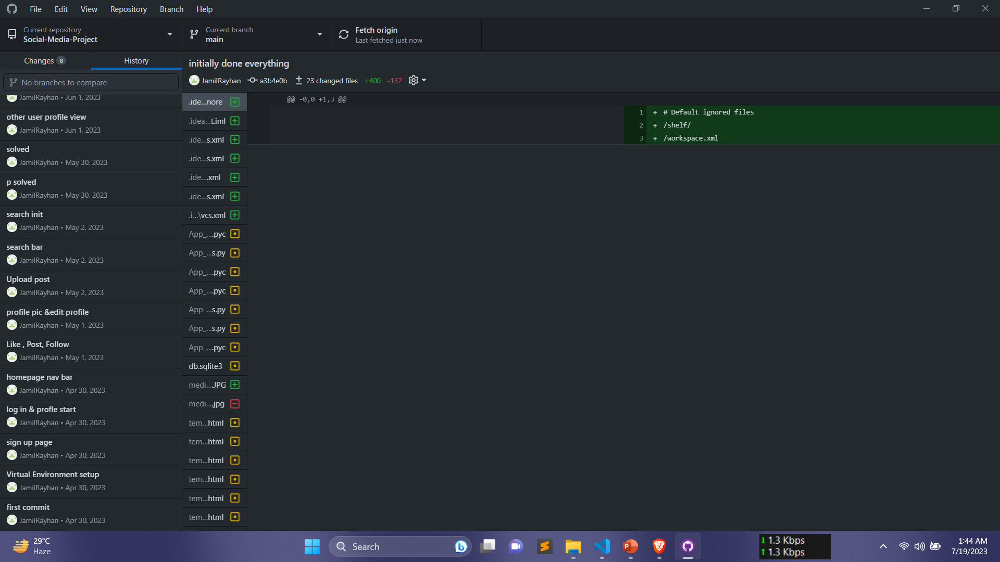 File Edit View Repository Branch Help
Current repository
Social-Media-Project
Current branch
main
Fetch origin
Last fetched just now
Changes 8
History
No branches to compare
JamilRayhan • Jun 1, 2023
other user profile view
JamilRayhan • Jun 1, 2023
solved
JamilRayhan • May 30, 2023
p solved
JamilRayhan • May 30, 2023
search init
JamilRayhan • May 2, 2023
search bar
JamilRayhan • May 2, 2023
Upload post
JamilRayhan • May 2, 2023
profile pic &edit profile
JamilRayhan • May 1, 2023
Like , Post, Follow
JamilRayhan • May 1, 2023
homepage nav bar
JamilRayhan • Apr 30, 2023
log in & profle start
JamilRayhan • Apr 30, 2023
sign up page
JamilRayhan • Apr 30, 2023
Virtual Environment setup
JamilRayhan • Apr 30, 2023
first commit
JamilRayhan • Apr 30, 2023
initially done everything
JamilRayhan a3b4e0b 23 changed files +400 -137
.ide...nore
.idea...t.iml
.ide...s.xml
.ide...s.xml
.ide....xml
.ide...s.xml
.i...\vcs.xml
App_....pyc
App_...s.py
App_....pyc
App_....pyc
App_...s.py
App_...s.py
App_....pyc
db.sqlite3
medi....JPG
medi....jpg
tem...html
tem...html
tem...html
tem...html
tem...html
tem...html
@@ -0,0 +1,3 @@
1 + # Default ignored files
2 + /shelf/
3 + /workspace.xml
29°C
Haze
Search
1.3 Kbps
1.3 Kbps
1:44 AM
7/19/2023